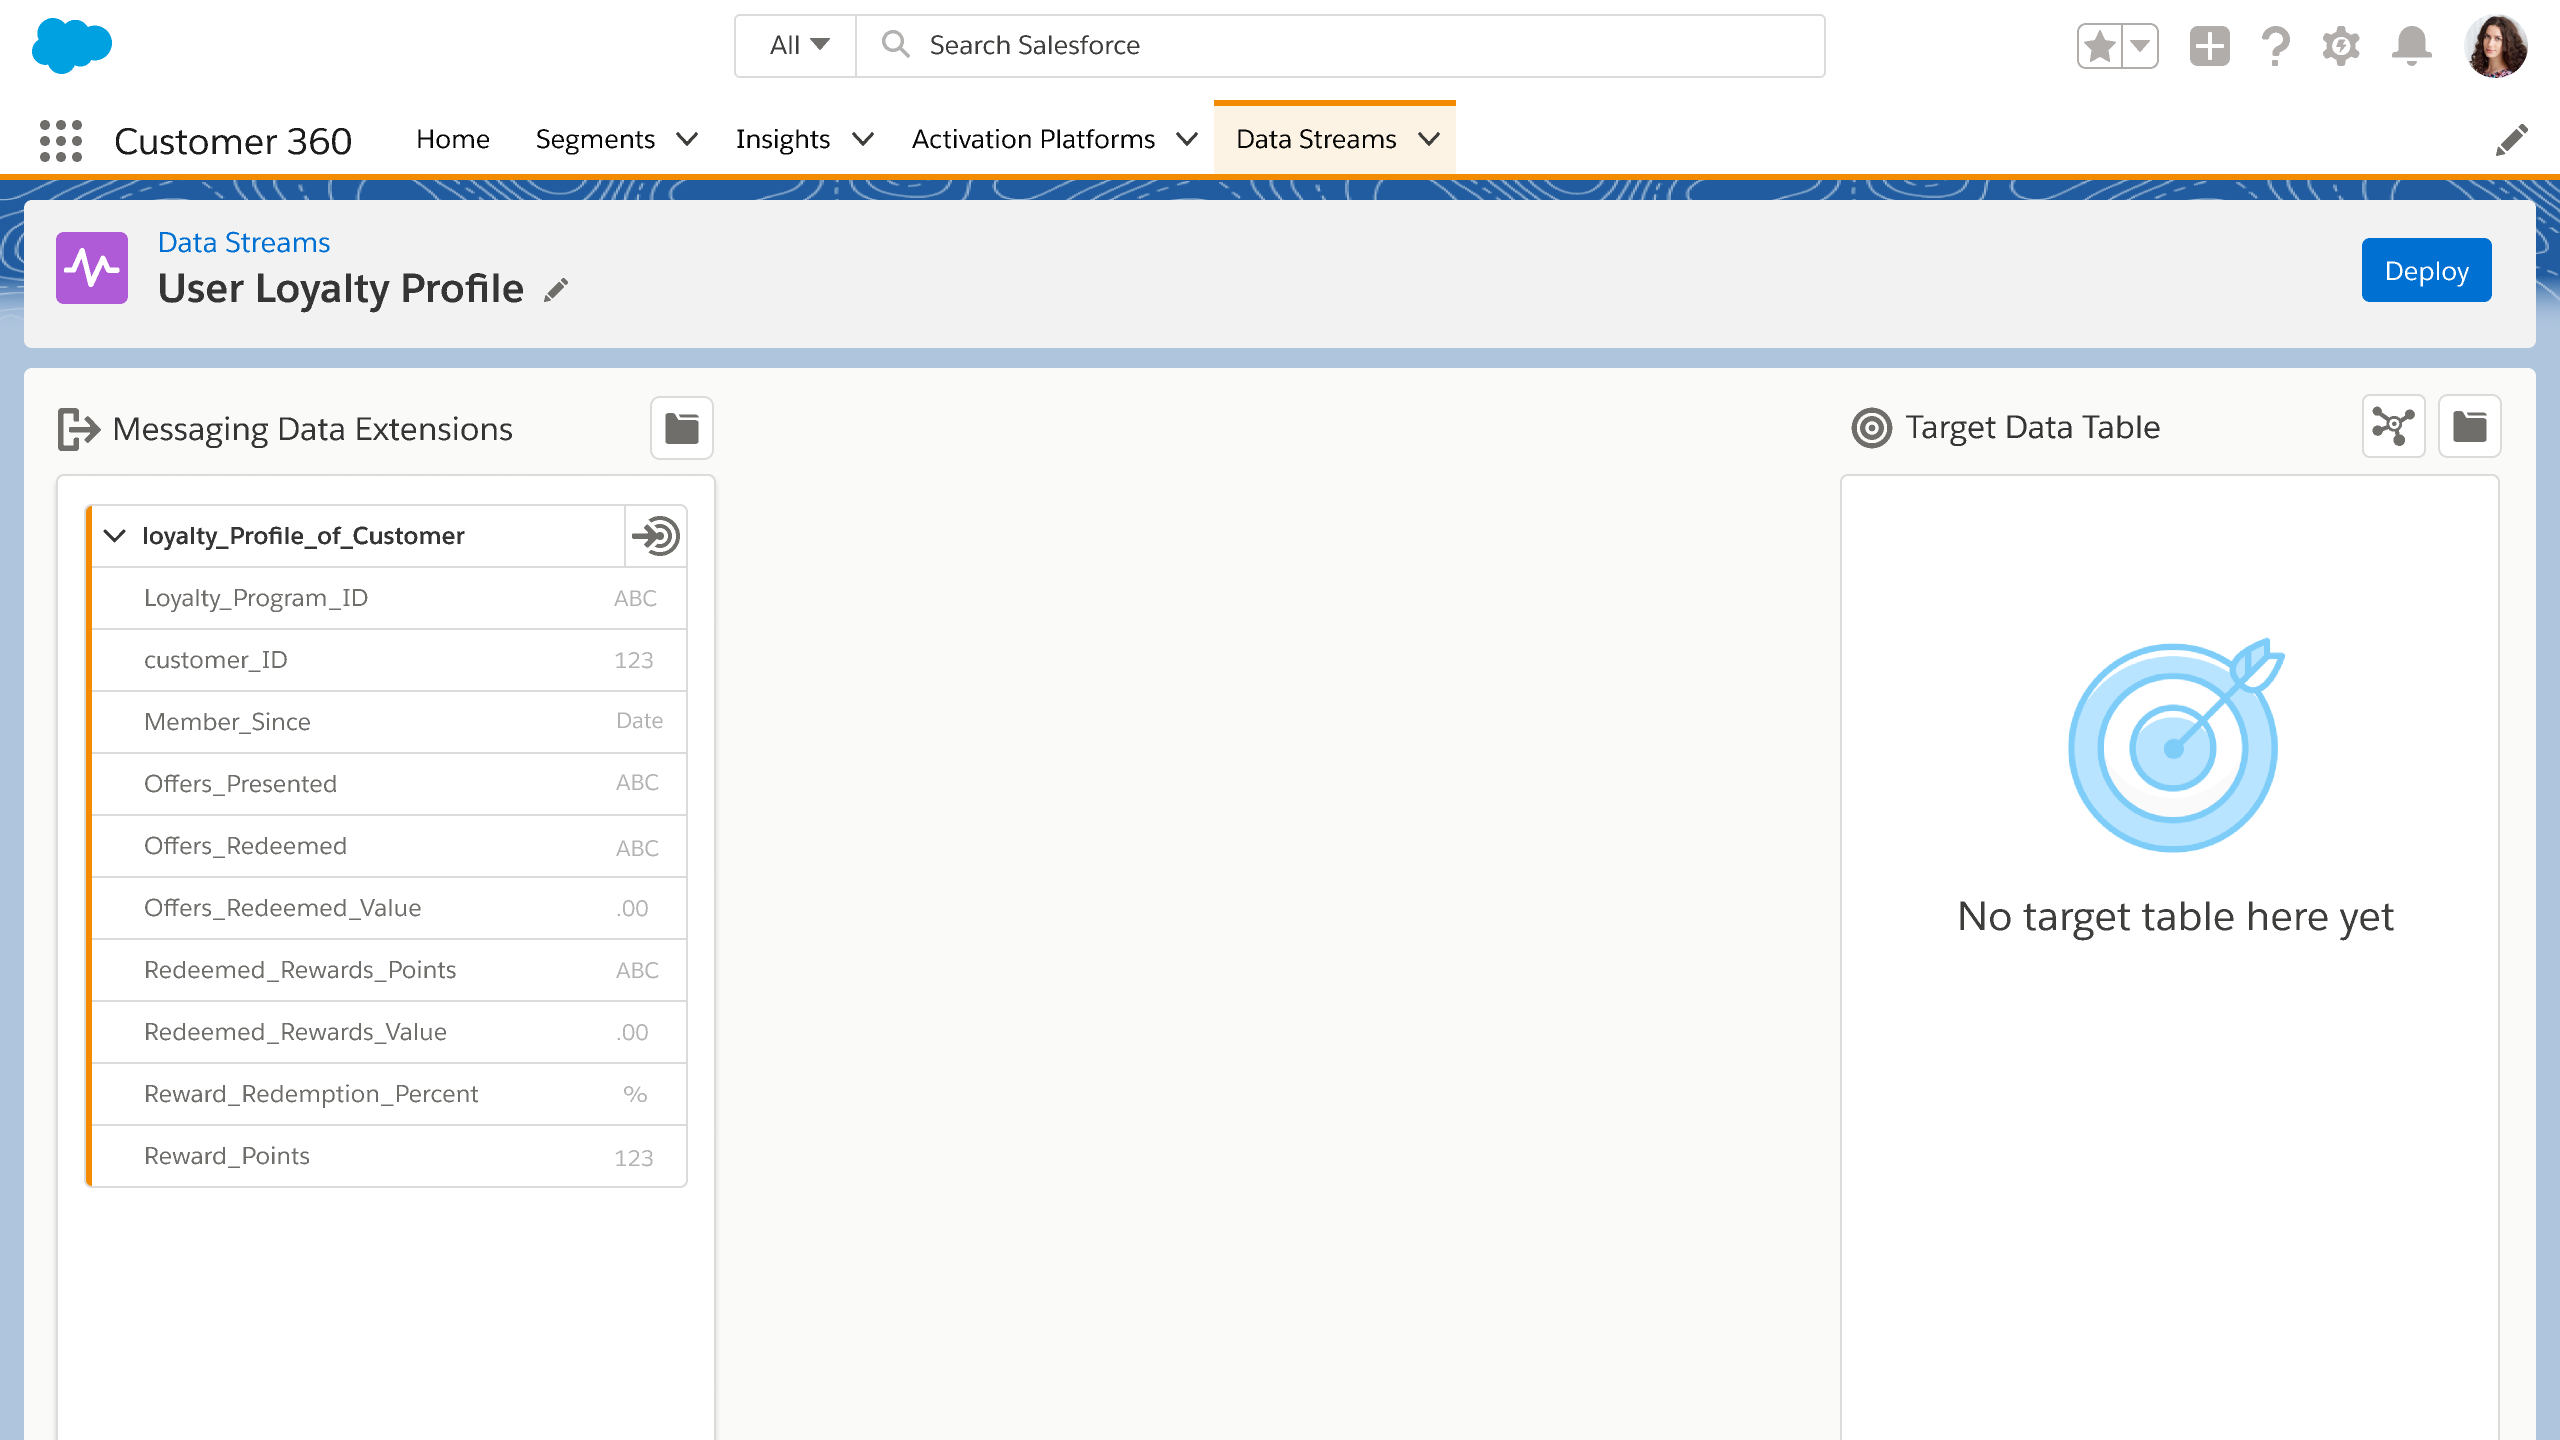 All
Search Salesforce
Customer 360
Home
Segments
Insights
Activation Platforms
Data Streams
Data Streams
User Loyalty Profile
Deploy
Messaging Data Extensions
Target Data Table
loyalty_Profile_of_Customer
Loyalty_Program_ID ABC
customer_ID 123
Member_Since Date
Offers_Presented ABC
Offers_Redeemed ABC
Offers_Redeemed_Value .00
Redeemed_Rewards_Points ABC
Redeemed_Rewards_Value .00
Reward_Redemption_Percent %
Reward_Points 123
No target table here yet